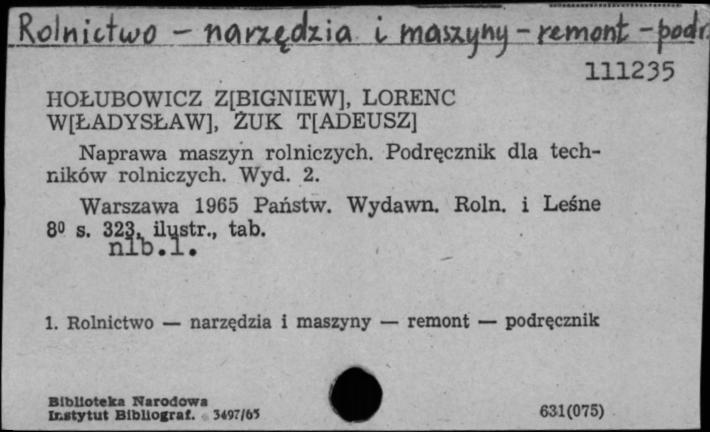 Rolnictwo – narzędzia i maszyny – remont – podr.
111235
HOŁUBOWICZ Z[BIGNIEW], LORENC
W[ŁADYSŁAW], ŻUK T[ADEUSZ]
Naprawa maszyn rolniczych. Podręcznik dla tech-
ników rolniczych. Wyd. 2.
Warszawa 1965 Państw. Wydawn. Roln. i Leśne
8⁰ s. 323, ilustr., tab.
nlb.1.
1. Rolnictwo — narzędzia i maszyny — remont — podręcznik
Biblioteka Narodowa
Instytut Bibliograf. 3497/65
631(075)